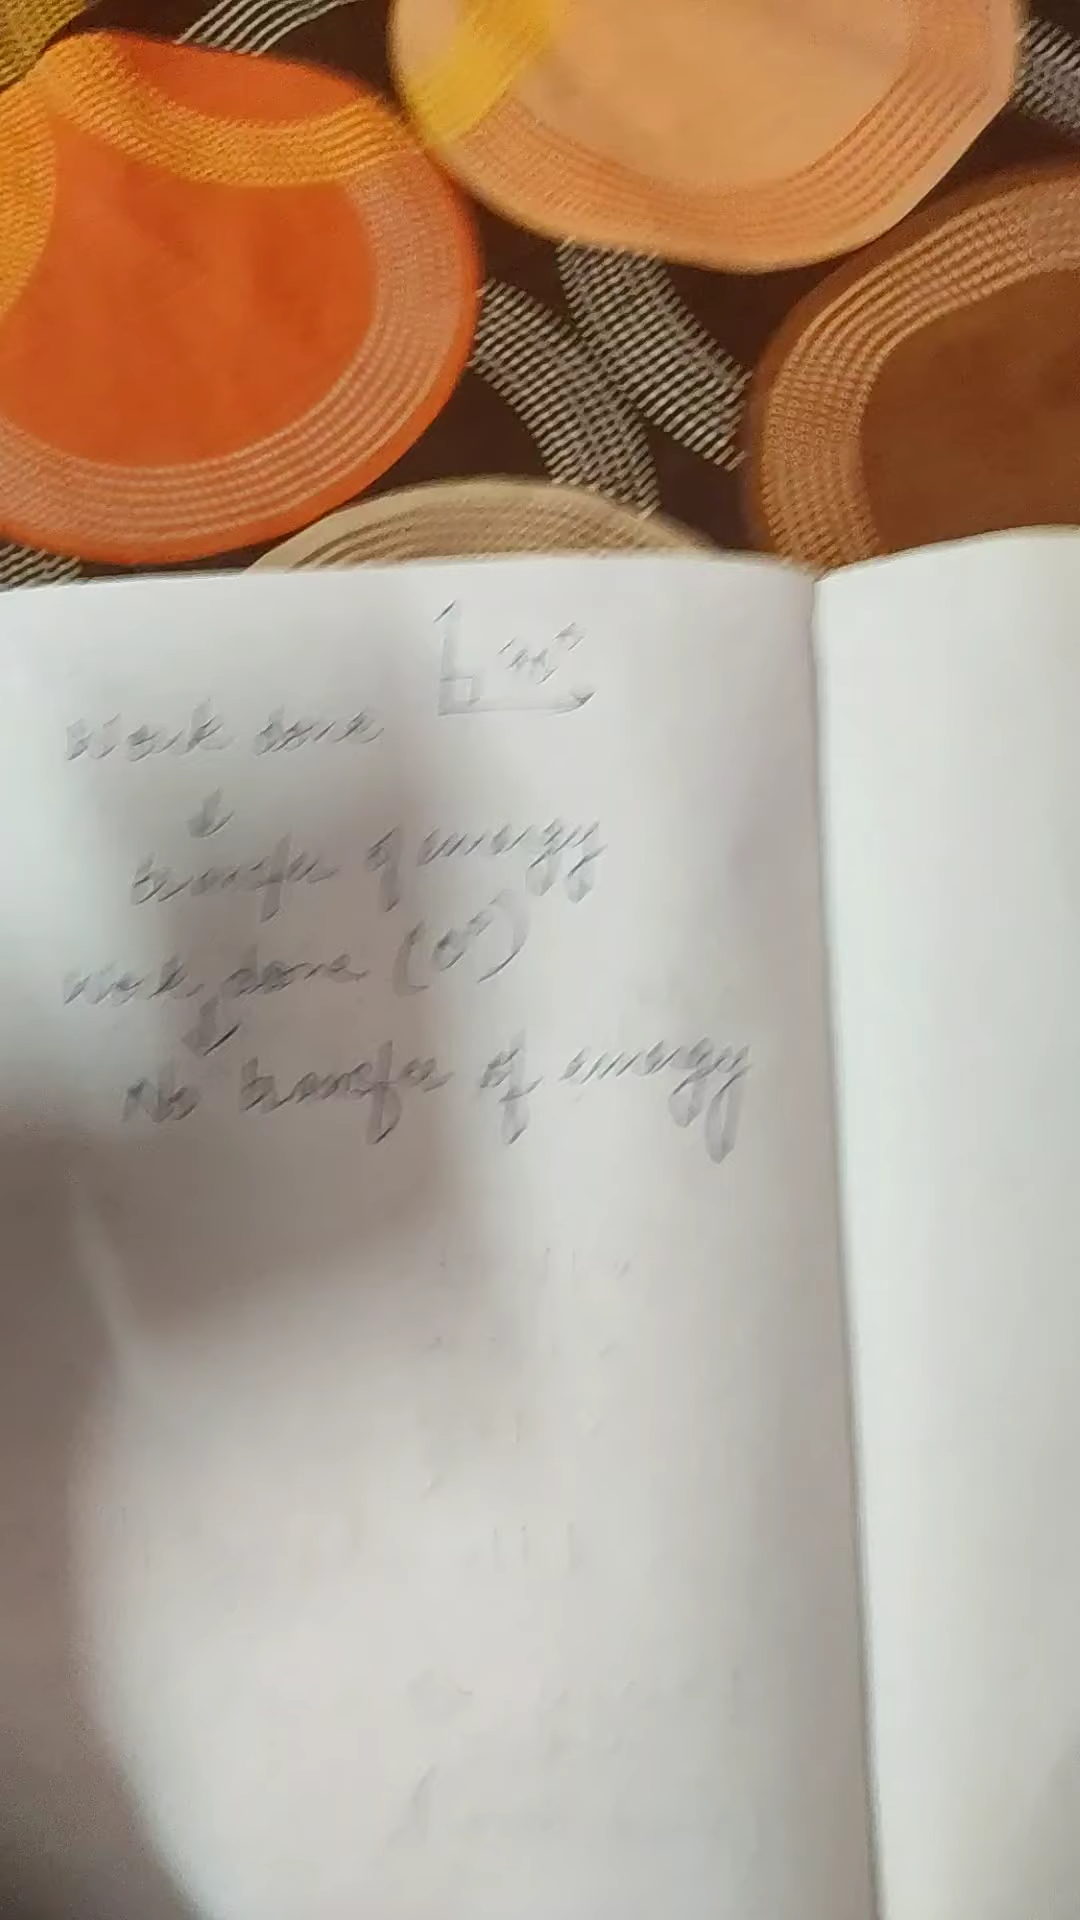 Work done
↓
transfer of energy
Work done (0)
↓
No transfer of energy